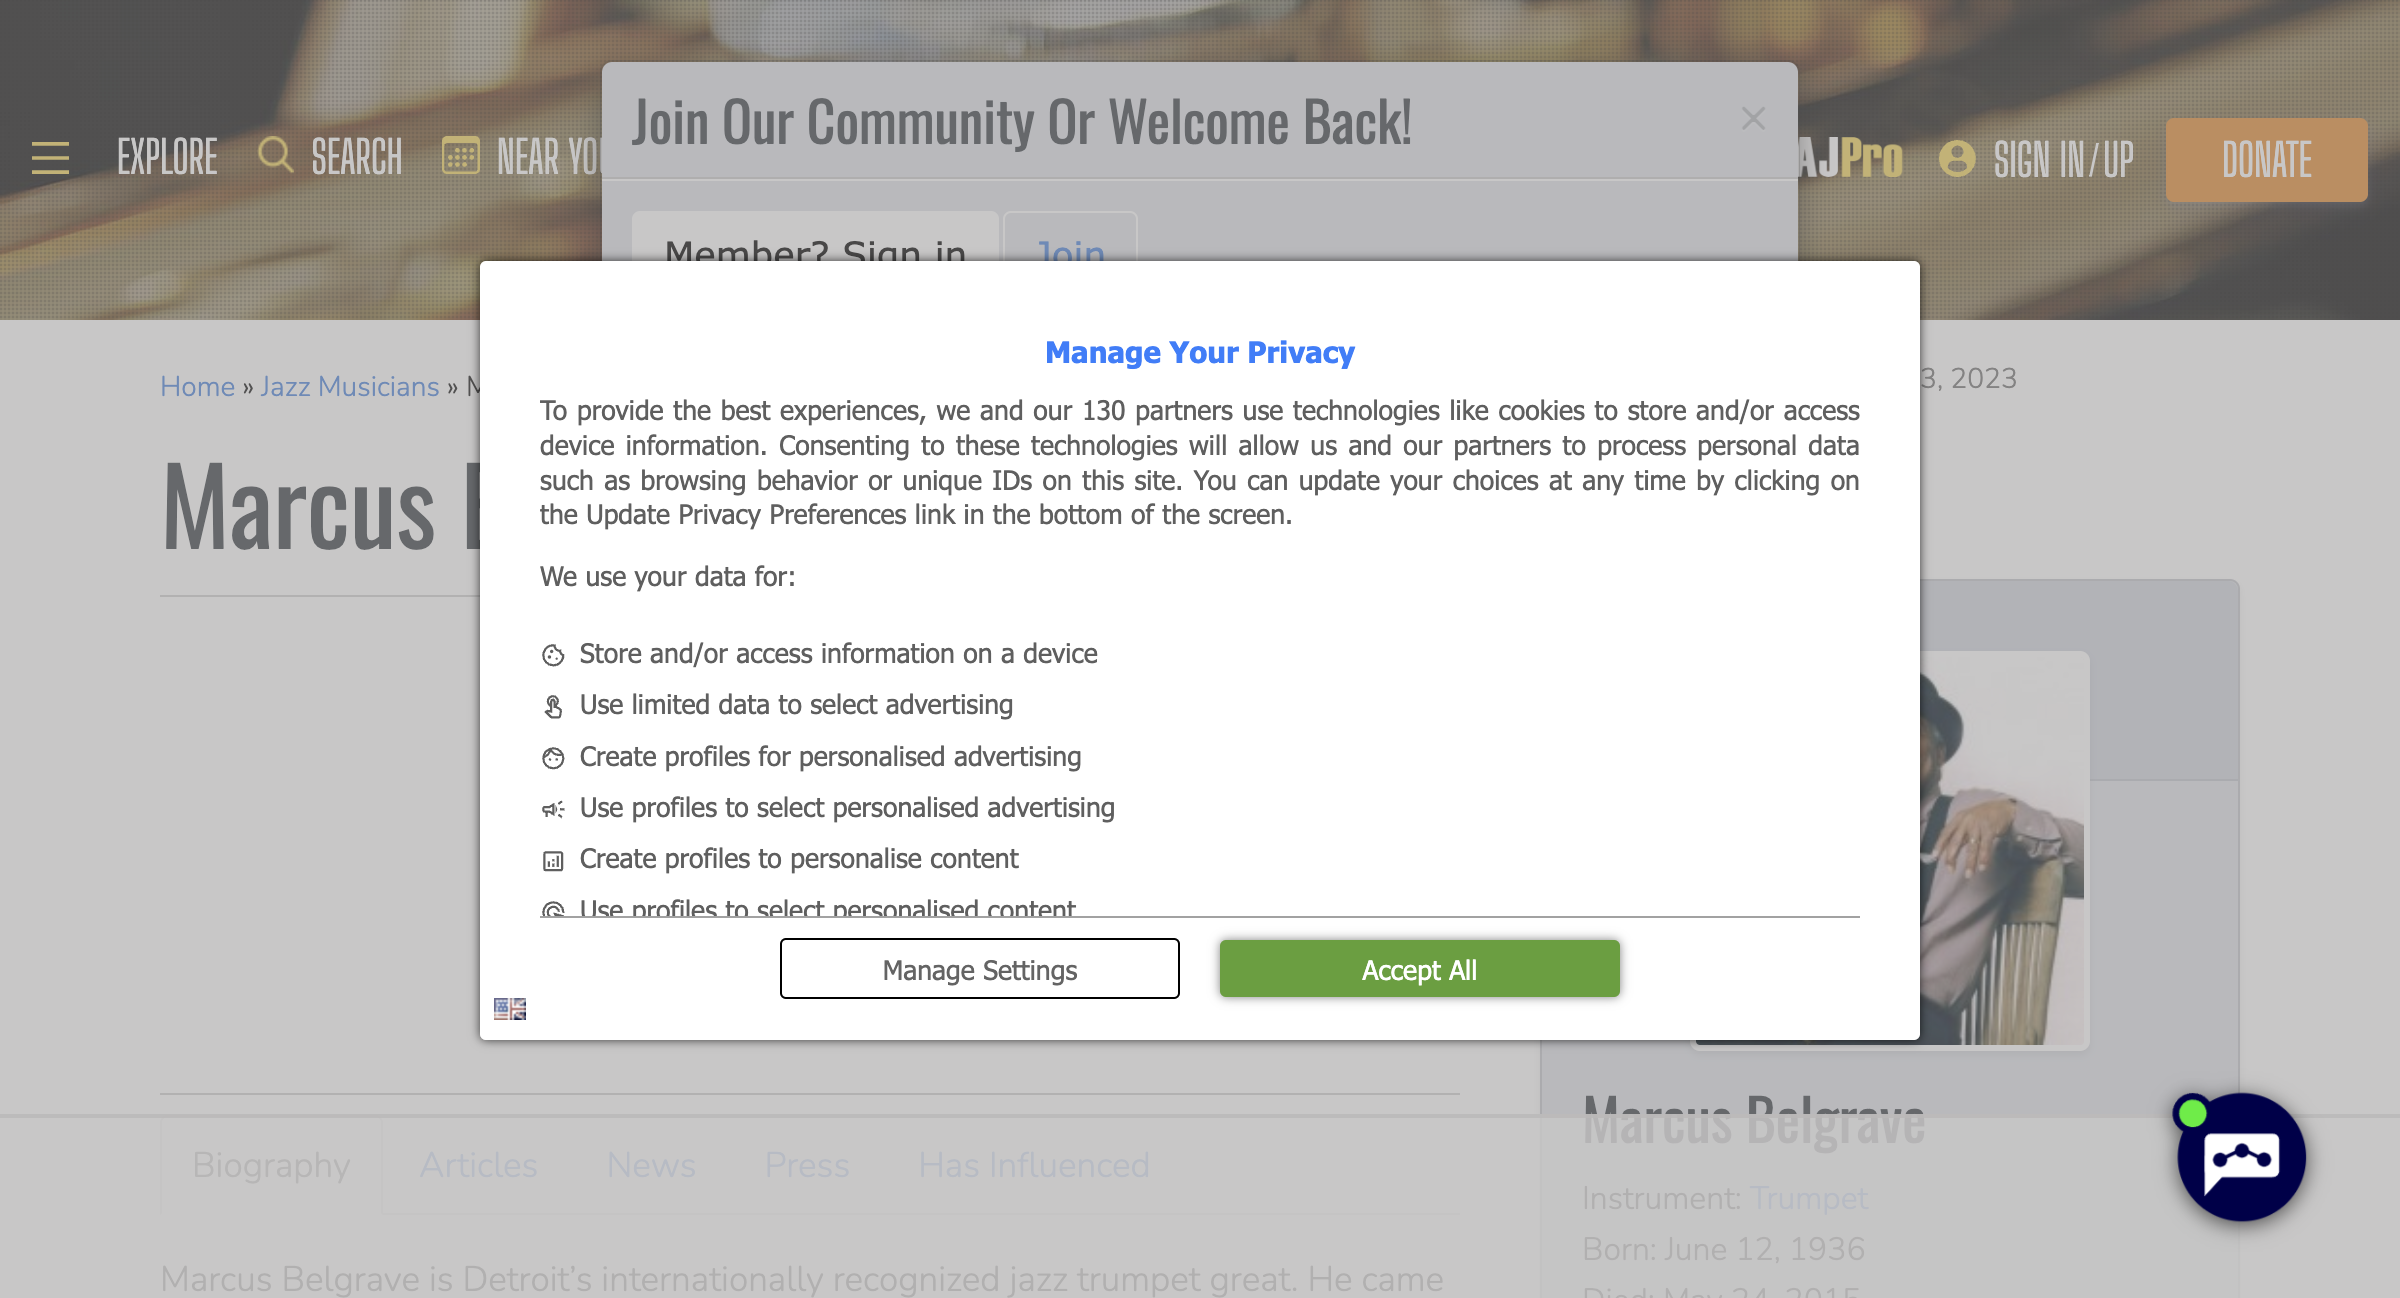 Join Our Community Or Welcome Back!
EXPLORE SEARCH NEAR YOU AJPro SIGN IN/UP DONATE
Member? Sign in Join
Manage Your Privacy
Home » Jazz Musicians » M 3, 2023
To provide the best experiences, we and our 130 partners use technologies like cookies to store and/or access
device information. Consenting to these technologies will allow us and our partners to process personal data
such as browsing behavior or unique IDs on this site. You can update your choices at any time by clicking on
the Update Privacy Preferences link in the bottom of the screen.
Marcus
We use your data for:
Store and/or access information on a device
Use limited data to select advertising
Create profiles for personalised advertising
Use profiles to select personalised advertising
Create profiles to personalise content
Use profiles to select personalised content
Manage Settings Accept All
Marcus Belgrave
Biography Articles News Press Has Influenced
Instrument: Trumpet
Born: June 12, 1936
Marcus Belgrave is Detroit's internationally recognized jazz trumpet great. He came
Died: May 24, 2015